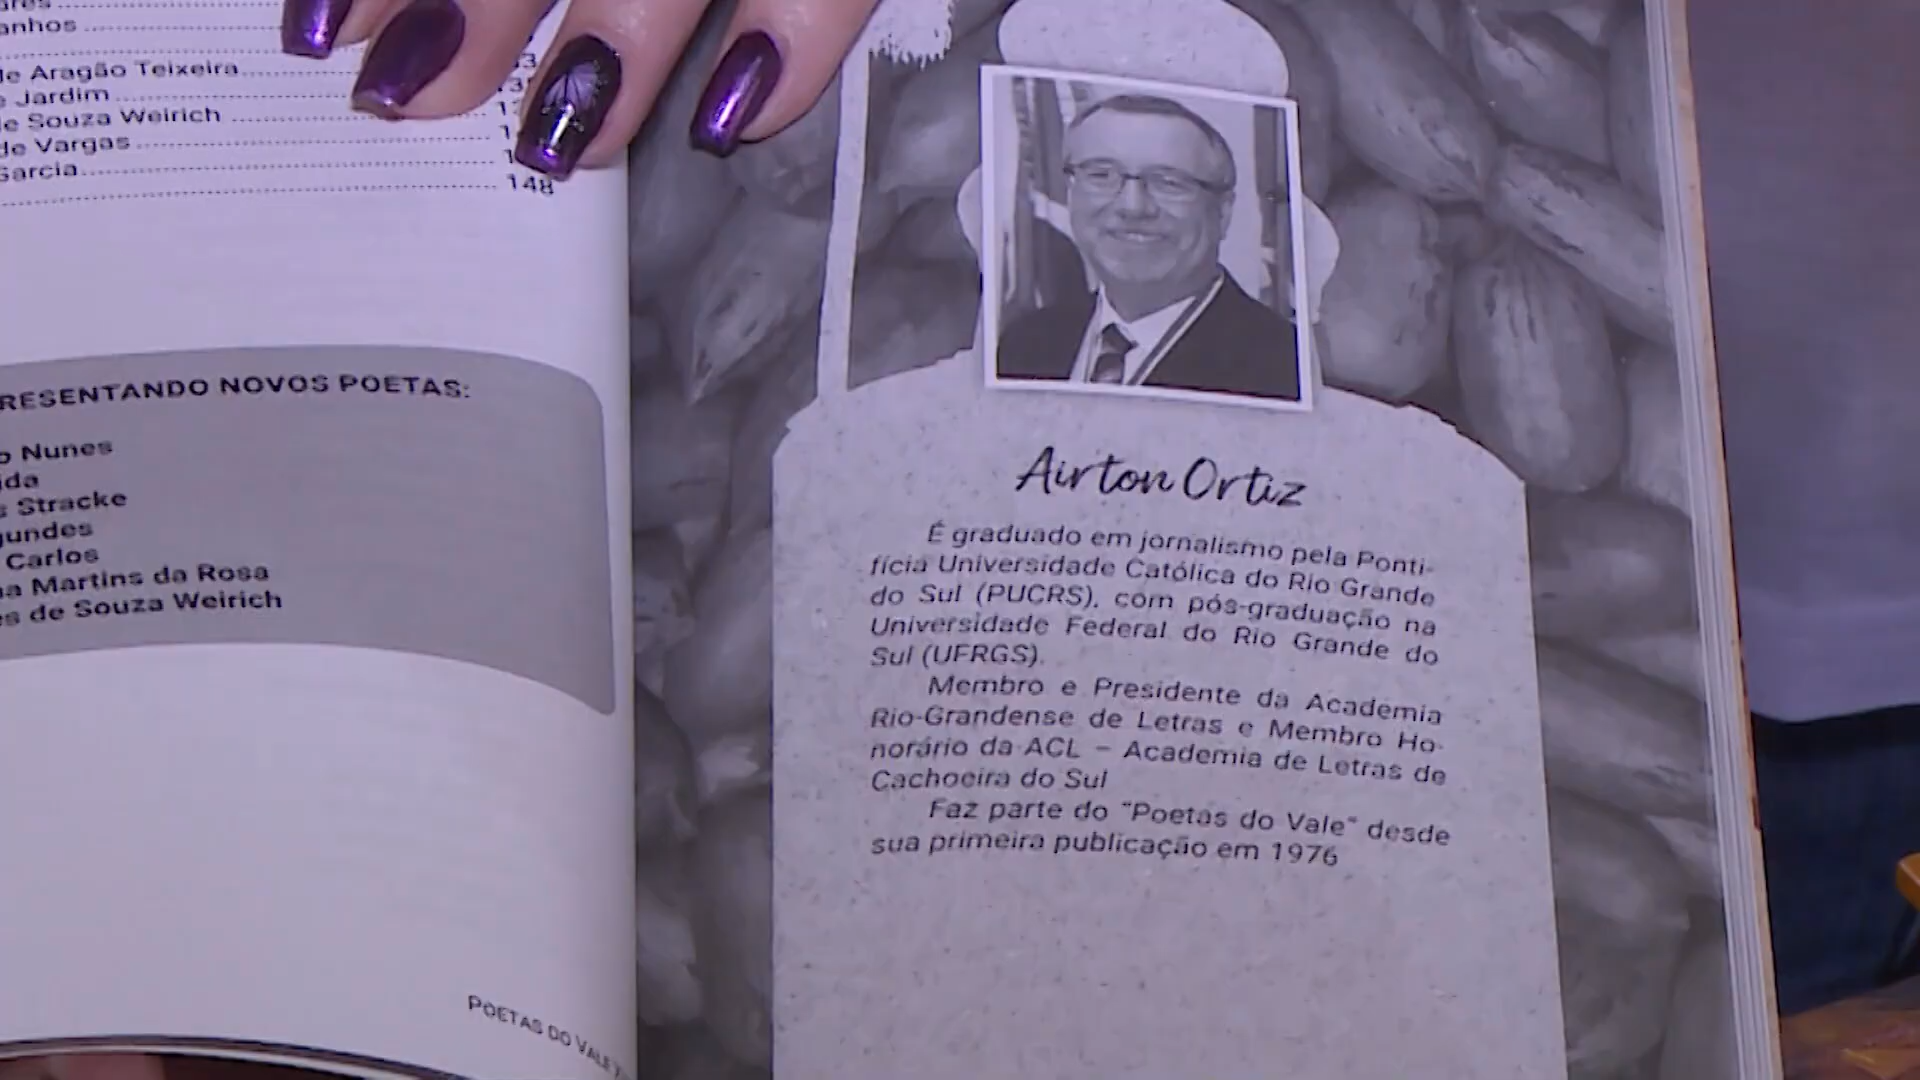 anhos
de Aragão Teixeira
Jardim
de Souza Weirich
de Vargas
Garcia
148
RESENTANDO NOVOS POETAS:
Nunes
s Stracke
gundes
Carlos
Martins da Rosa
es de Souza Weirich
POETAS DO VALE
Airton Ortiz
É graduado em jornalismo pela Ponti-
fícia Universidade Católica do Rio Grande
do Sul (PUCRS), com pós-graduação na
Universidade Federal do Rio Grande do
Sul (UFRGS).
Membro e Presidente da Academia
Rio-Grandense de Letras e Membro Ho-
norário da ACL – Academia de Letras de
Cachoeira do Sul
Faz parte do "Poetas do Vale" desde
sua primeira publicação em 1976